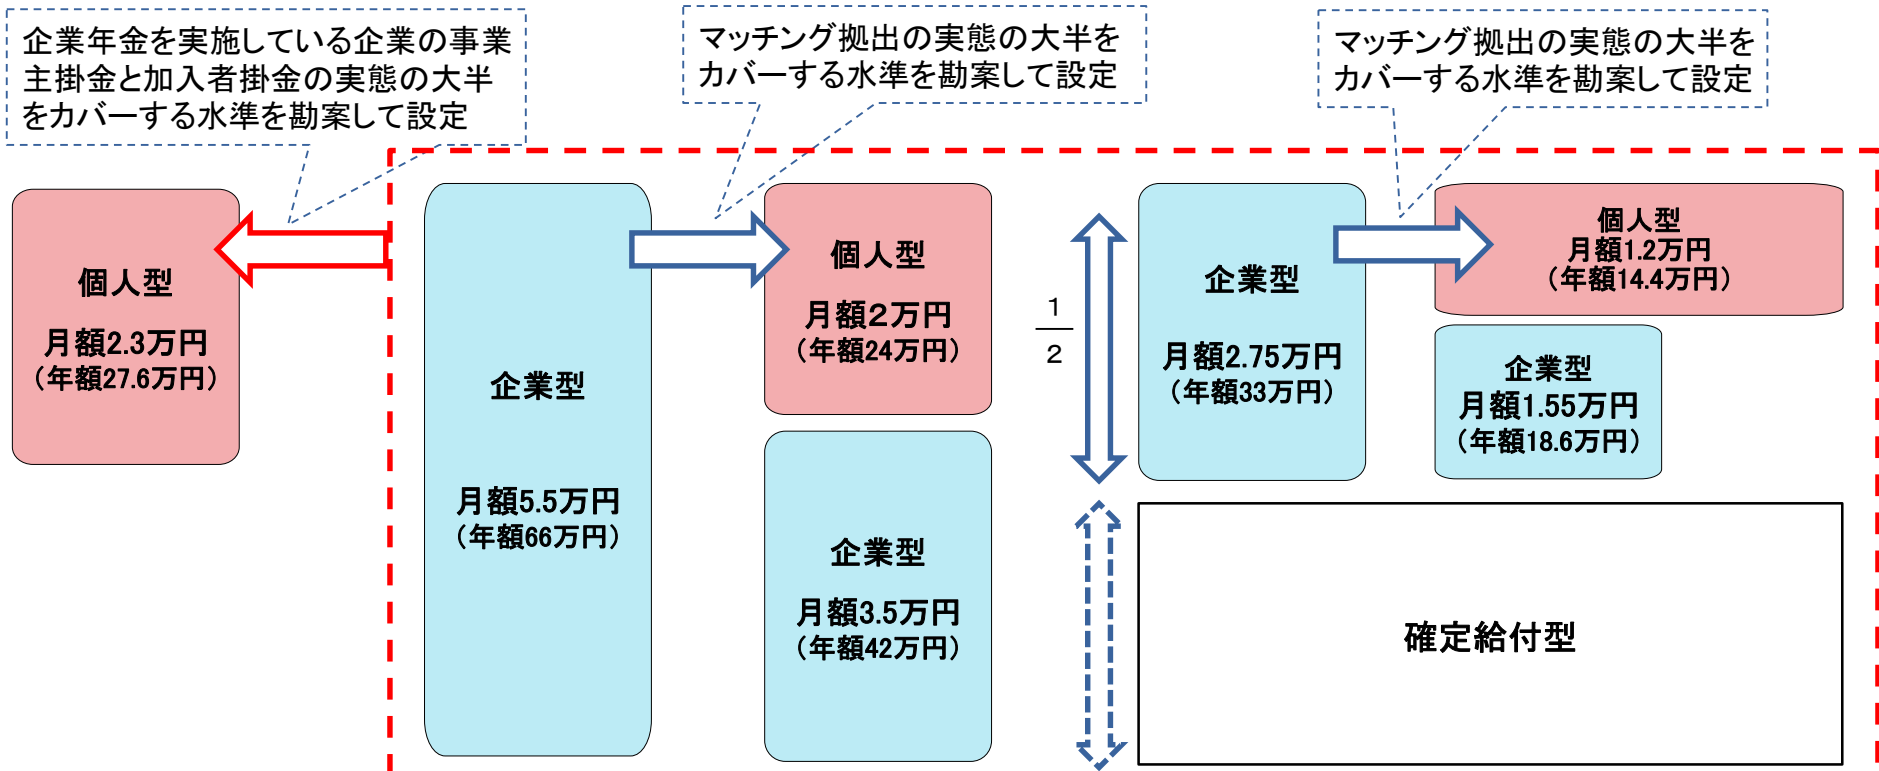 企業年金を実施している企業の事業
主掛金と加入者掛金の実態の大半
をカバーする水準を勘案して設定
マッチング拠出の実態の大半を
カバーする水準を勘案して設定
マッチング拠出の実態の大半を
カバーする水準を勘案して設定
個人型
月額2.3万円
（年額27.6万円）
企業型
月額5.5万円
（年額66万円）
個人型
月額２万円
（年額24万円）
企業型
月額3.5万円
（年額42万円）
1
2
企業型
月額2.75万円
（年額33万円）
個人型
月額1.2万円
（年額14.4万円）
企業型
月額1.55万円
（年額18.6万円）
確定給付型